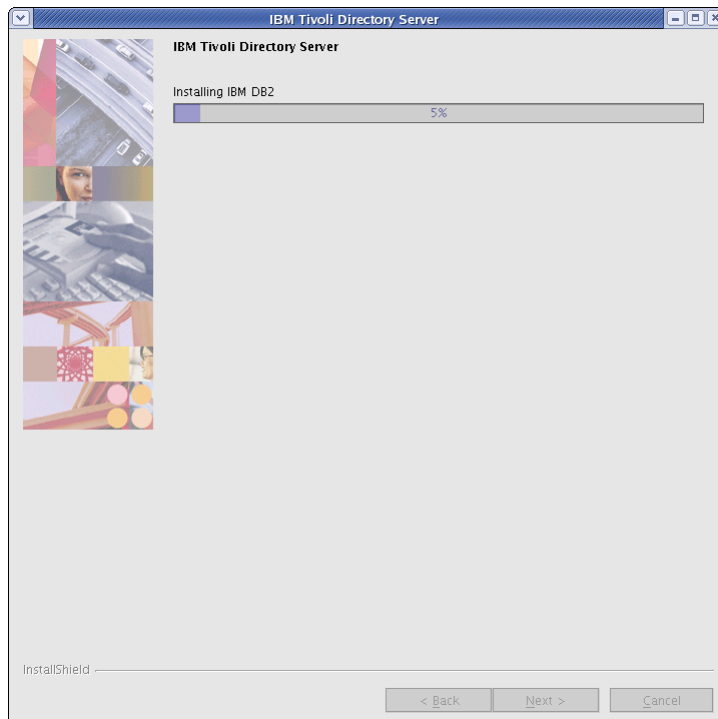 IBM Tivoli Directory Server
IBM Tivoli Directory Server
Installing IBM DB2
5%
InstallShield
< Back Next > Cancel